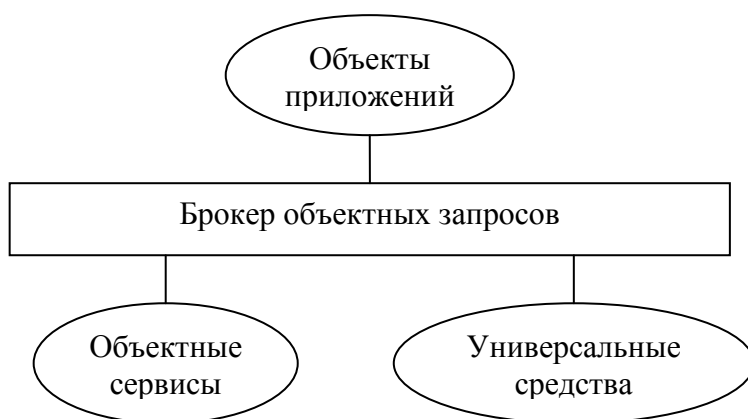 Объекты
приложений
Брокер объектных запросов
Объектные
сервисы
Универсальные
средства